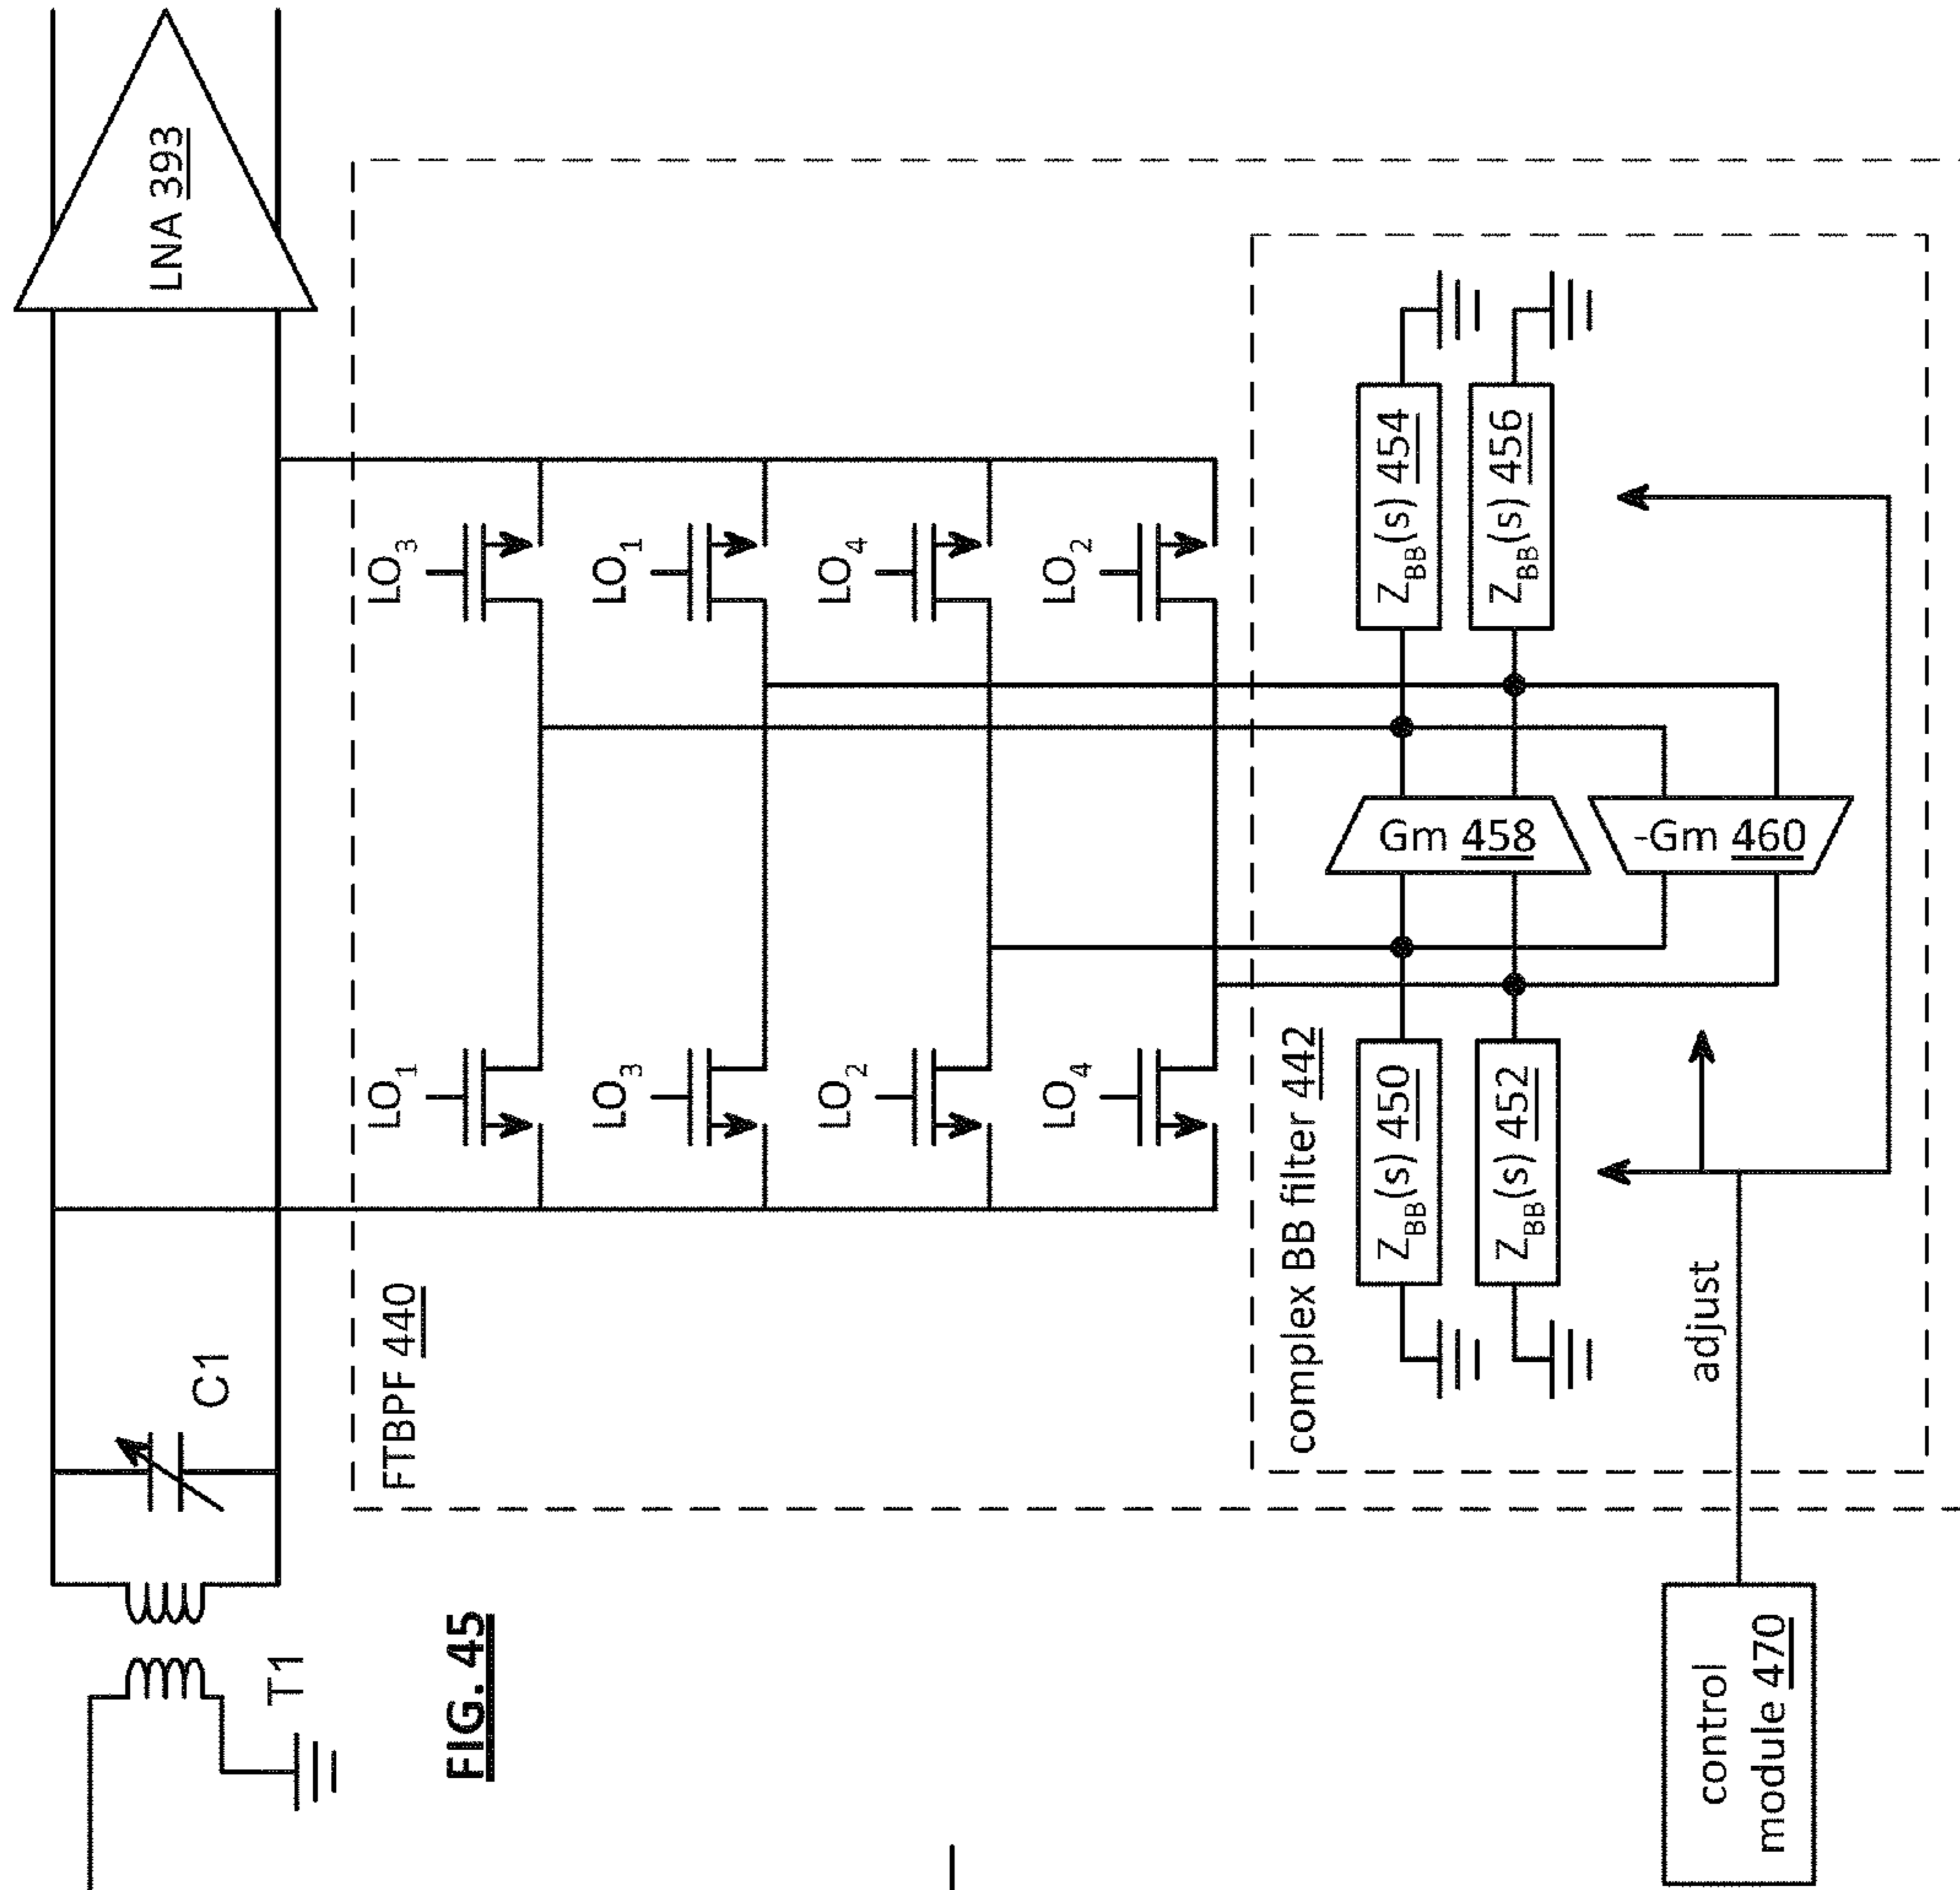 LNA 393
C1
T1
FIG. 45
FTBPF 440
LO1
LO3
LO3
LO1
LO2
LO4
LO4
LO2
complex BB filter 442
ZBB(s) 450
ZBB(s) 454
ZBB(s) 452
ZBB(s) 456
Gm 458
-Gm 460
adjust
control
module 470